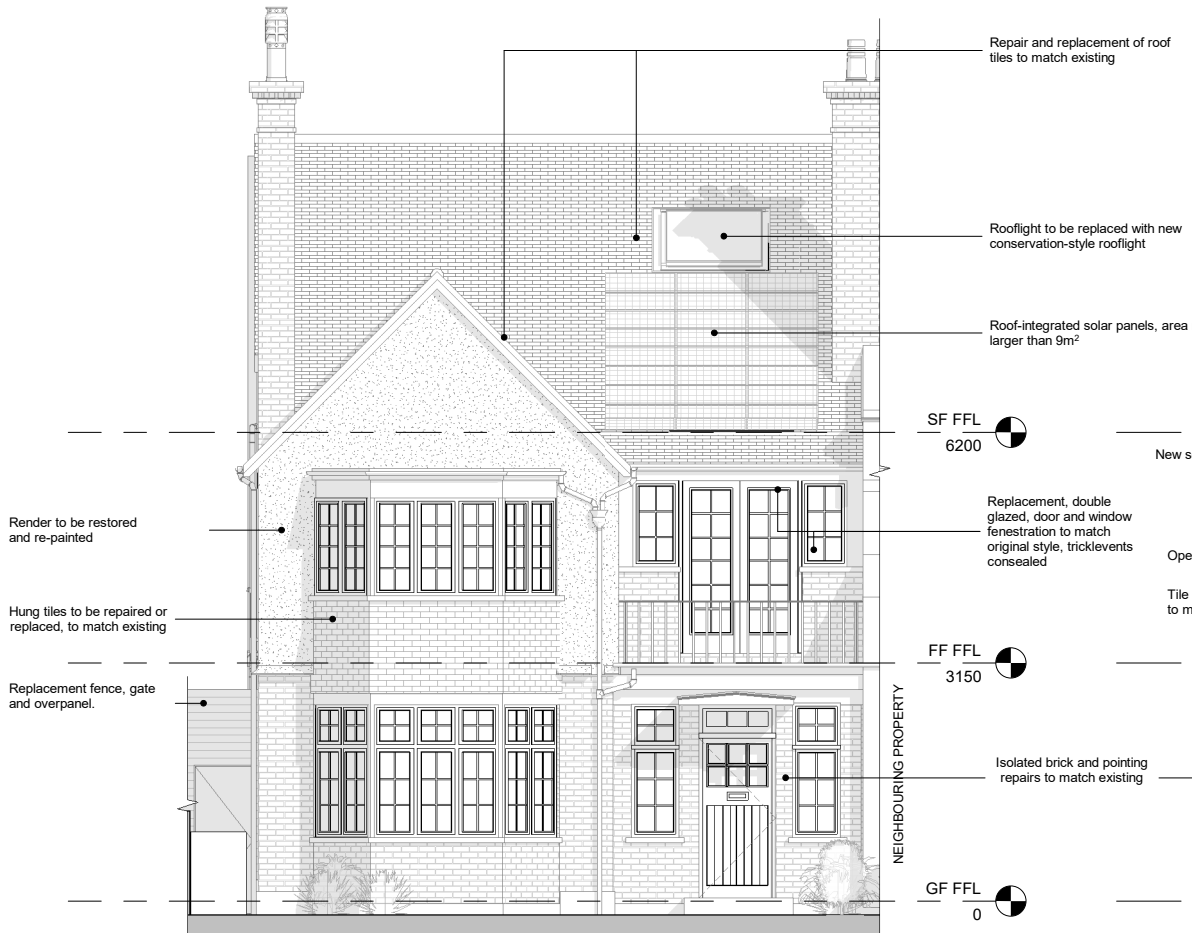 Repair and replacement of roof
tiles to match existing
Rooflight to be replaced with new
conservation-style rooflight
Roof-integrated solar panels, area
larger than 9m²
SF FFL
6200
New s
Replacement, double
glazed, door and window
fenestration to match
original style, tricklevents
consealed
Render to be restored
and re-painted
Ope
Tile
to m
Hung tiles to be repaired or
replaced, to match existing
FF FFL
3150
Replacement fence, gate
and overpanel.
NEIGHBOURING PROPERTY
Isolated brick and pointing
repairs to match existing
GF FFL
0